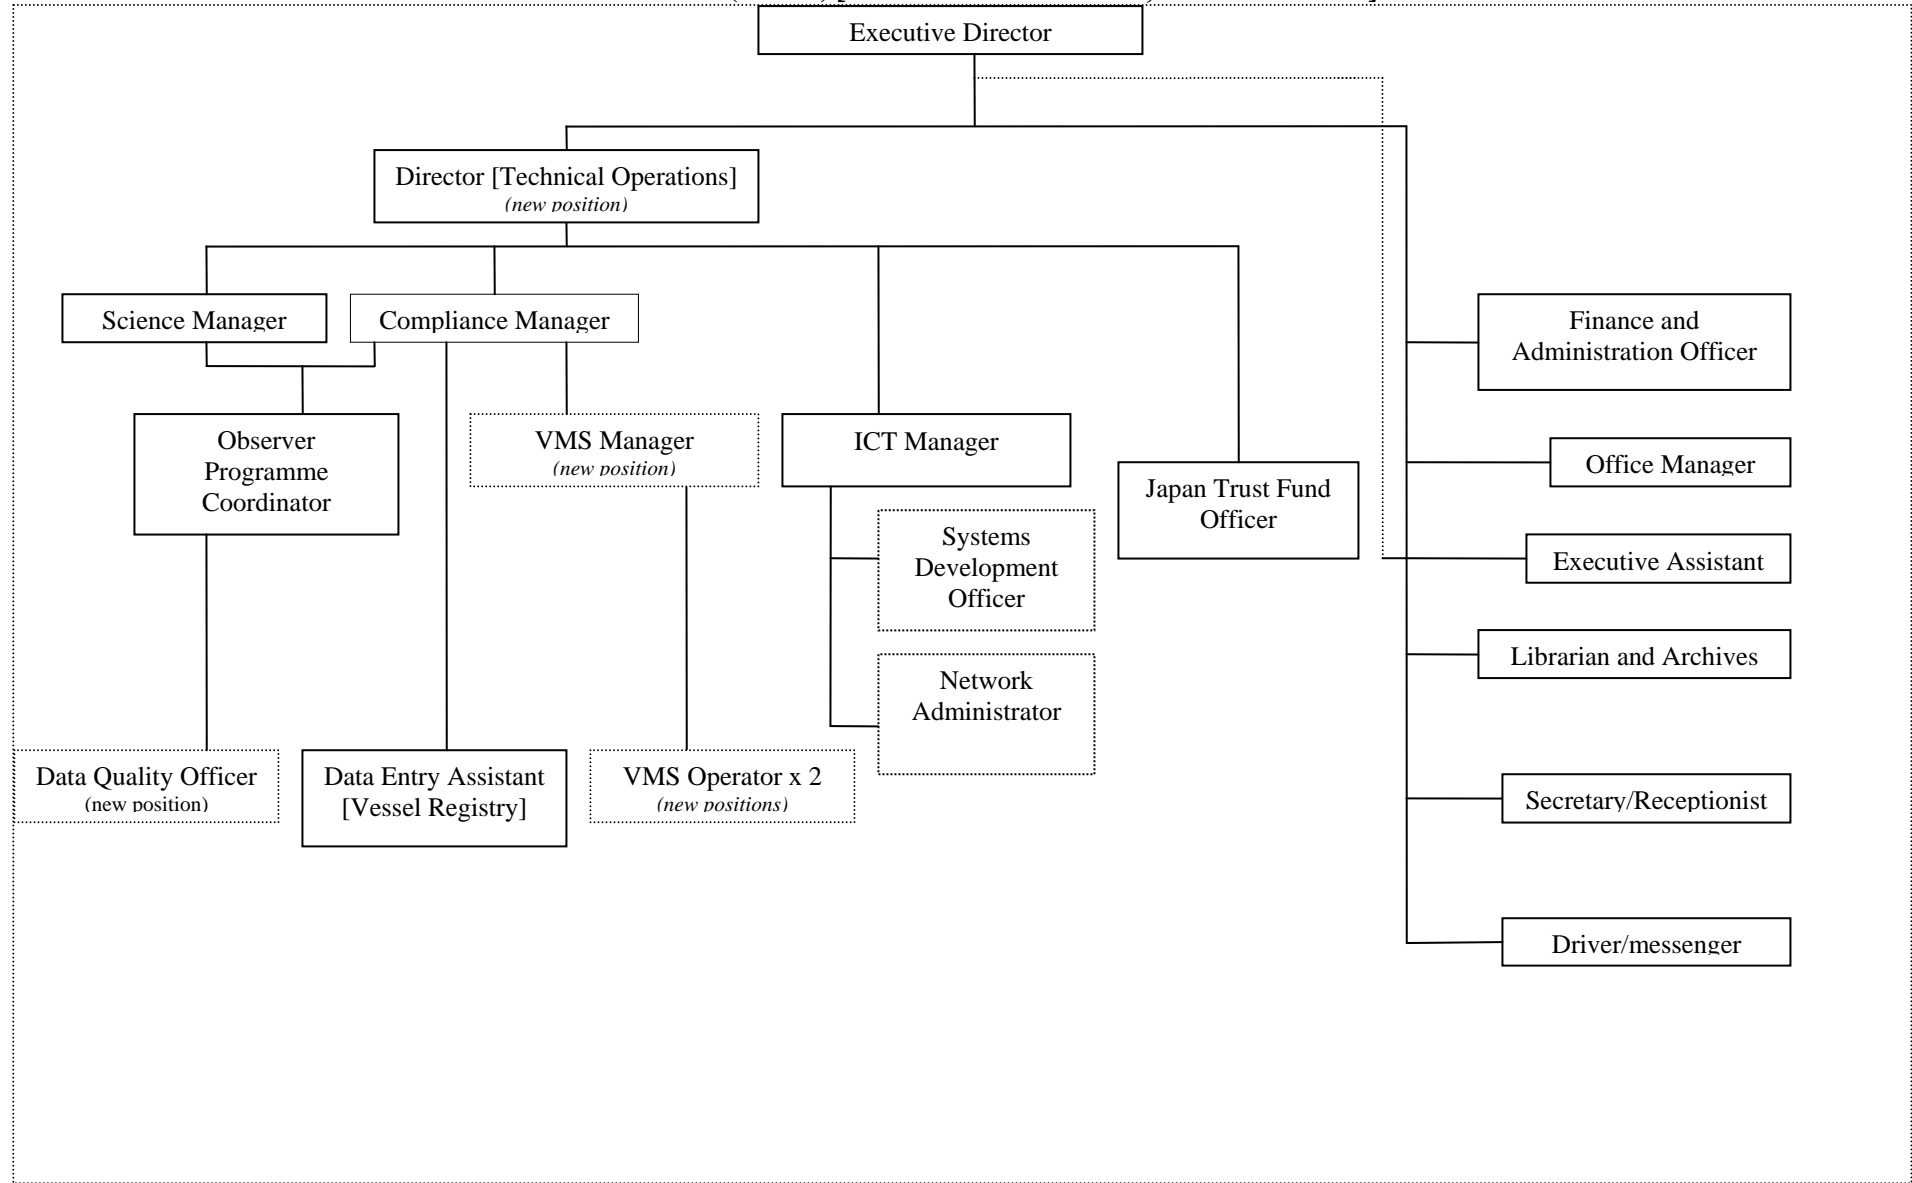 Executive Director
Director [Technical Operations]
(new position)
Science Manager
Compliance Manager
Finance and
Administration Officer
Observer
Programme
Coordinator
VMS Manager
(new position)
ICT Manager
Office Manager
Japan Trust Fund
Officer
Systems
Development
Officer
Executive Assistant
Librarian and Archives
Network
Administrator
Data Quality Officer
(new position)
Data Entry Assistant
[Vessel Registry]
VMS Operator x 2
(new positions)
Secretary/Receptionist
Driver/messenger